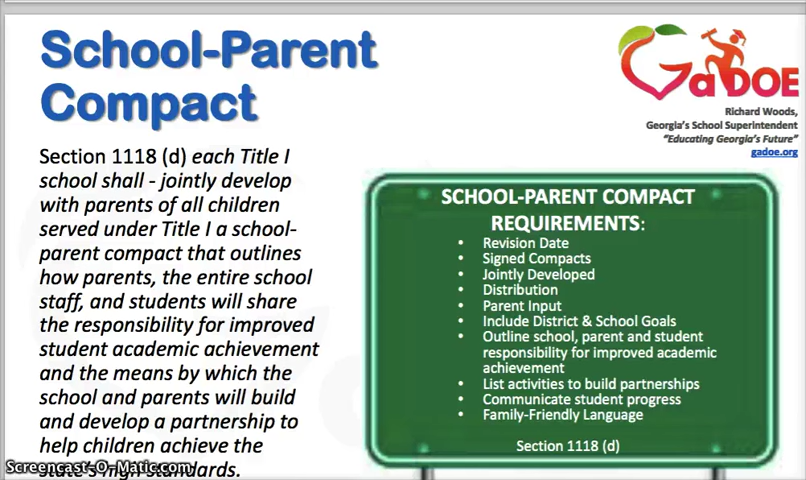 School-Parent
Compact
Section 1118 (d) each Title I
school shall - jointly develop
with parents of all children
served under Title I a school-
parent compact that outlines
how parents, the entire school
staff, and students will share
the responsibility for improved
student academic achievement
and the means by which the
school and parents will build
and develop a partnership to
help children achieve the
state's high standards.
GaDOE
Richard Woods,
Georgia's School Superintendent
"Educating Georgia's Future"
gadoe.org
SCHOOL-PARENT COMPACT
REQUIREMENTS:
• Revision Date
• Signed Compacts
• Jointly Developed
• Distribution
• Parent Input
• Include District & School Goals
• Outline school, parent and student
responsibility for improved academic
achievement
• List activities to build partnerships
• Communicate student progress
• Family-Friendly Language
Section 1118 (d)
Screencast-O-Matic.com